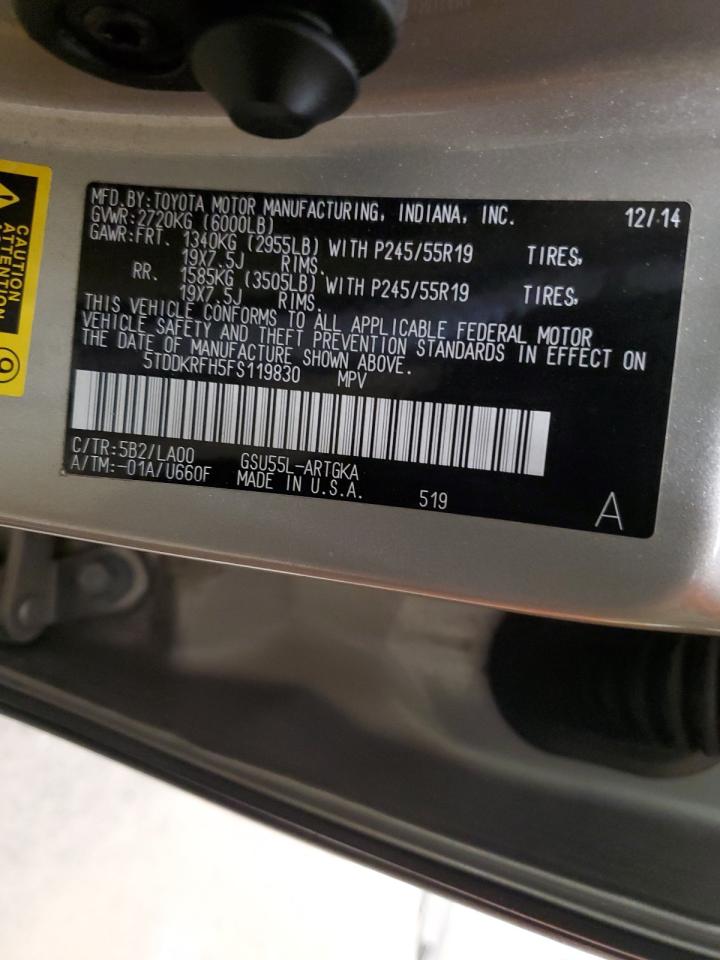 CAUTION
ATTENTION
MFD.BY:TOYOTA MOTOR MANUFACTURING, INDIANA, INC. 12/14
GVWR:2720KG (6000LB)
GAWR:FRT. 1340KG (2955LB) WITH P245/55R19 TIRES,
19X7.5J RIMS.
RR. 1585KG (3505LB) WITH P245/55R19 TIRES,
19X7.5J RIMS.
THIS VEHICLE CONFORMS TO ALL APPLICABLE FEDERAL MOTOR
VEHICLE SAFETY AND THEFT PREVENTION STANDARDS IN EFFECT ON
THE DATE OF MANUFACTURE SHOWN ABOVE.
5TDDKRFH5FS119830 MPV
C/TR:5B2/LA00 GSU55L-ARTGKA
A/TM:-01A/U660F MADE IN U.S.A. 519 A